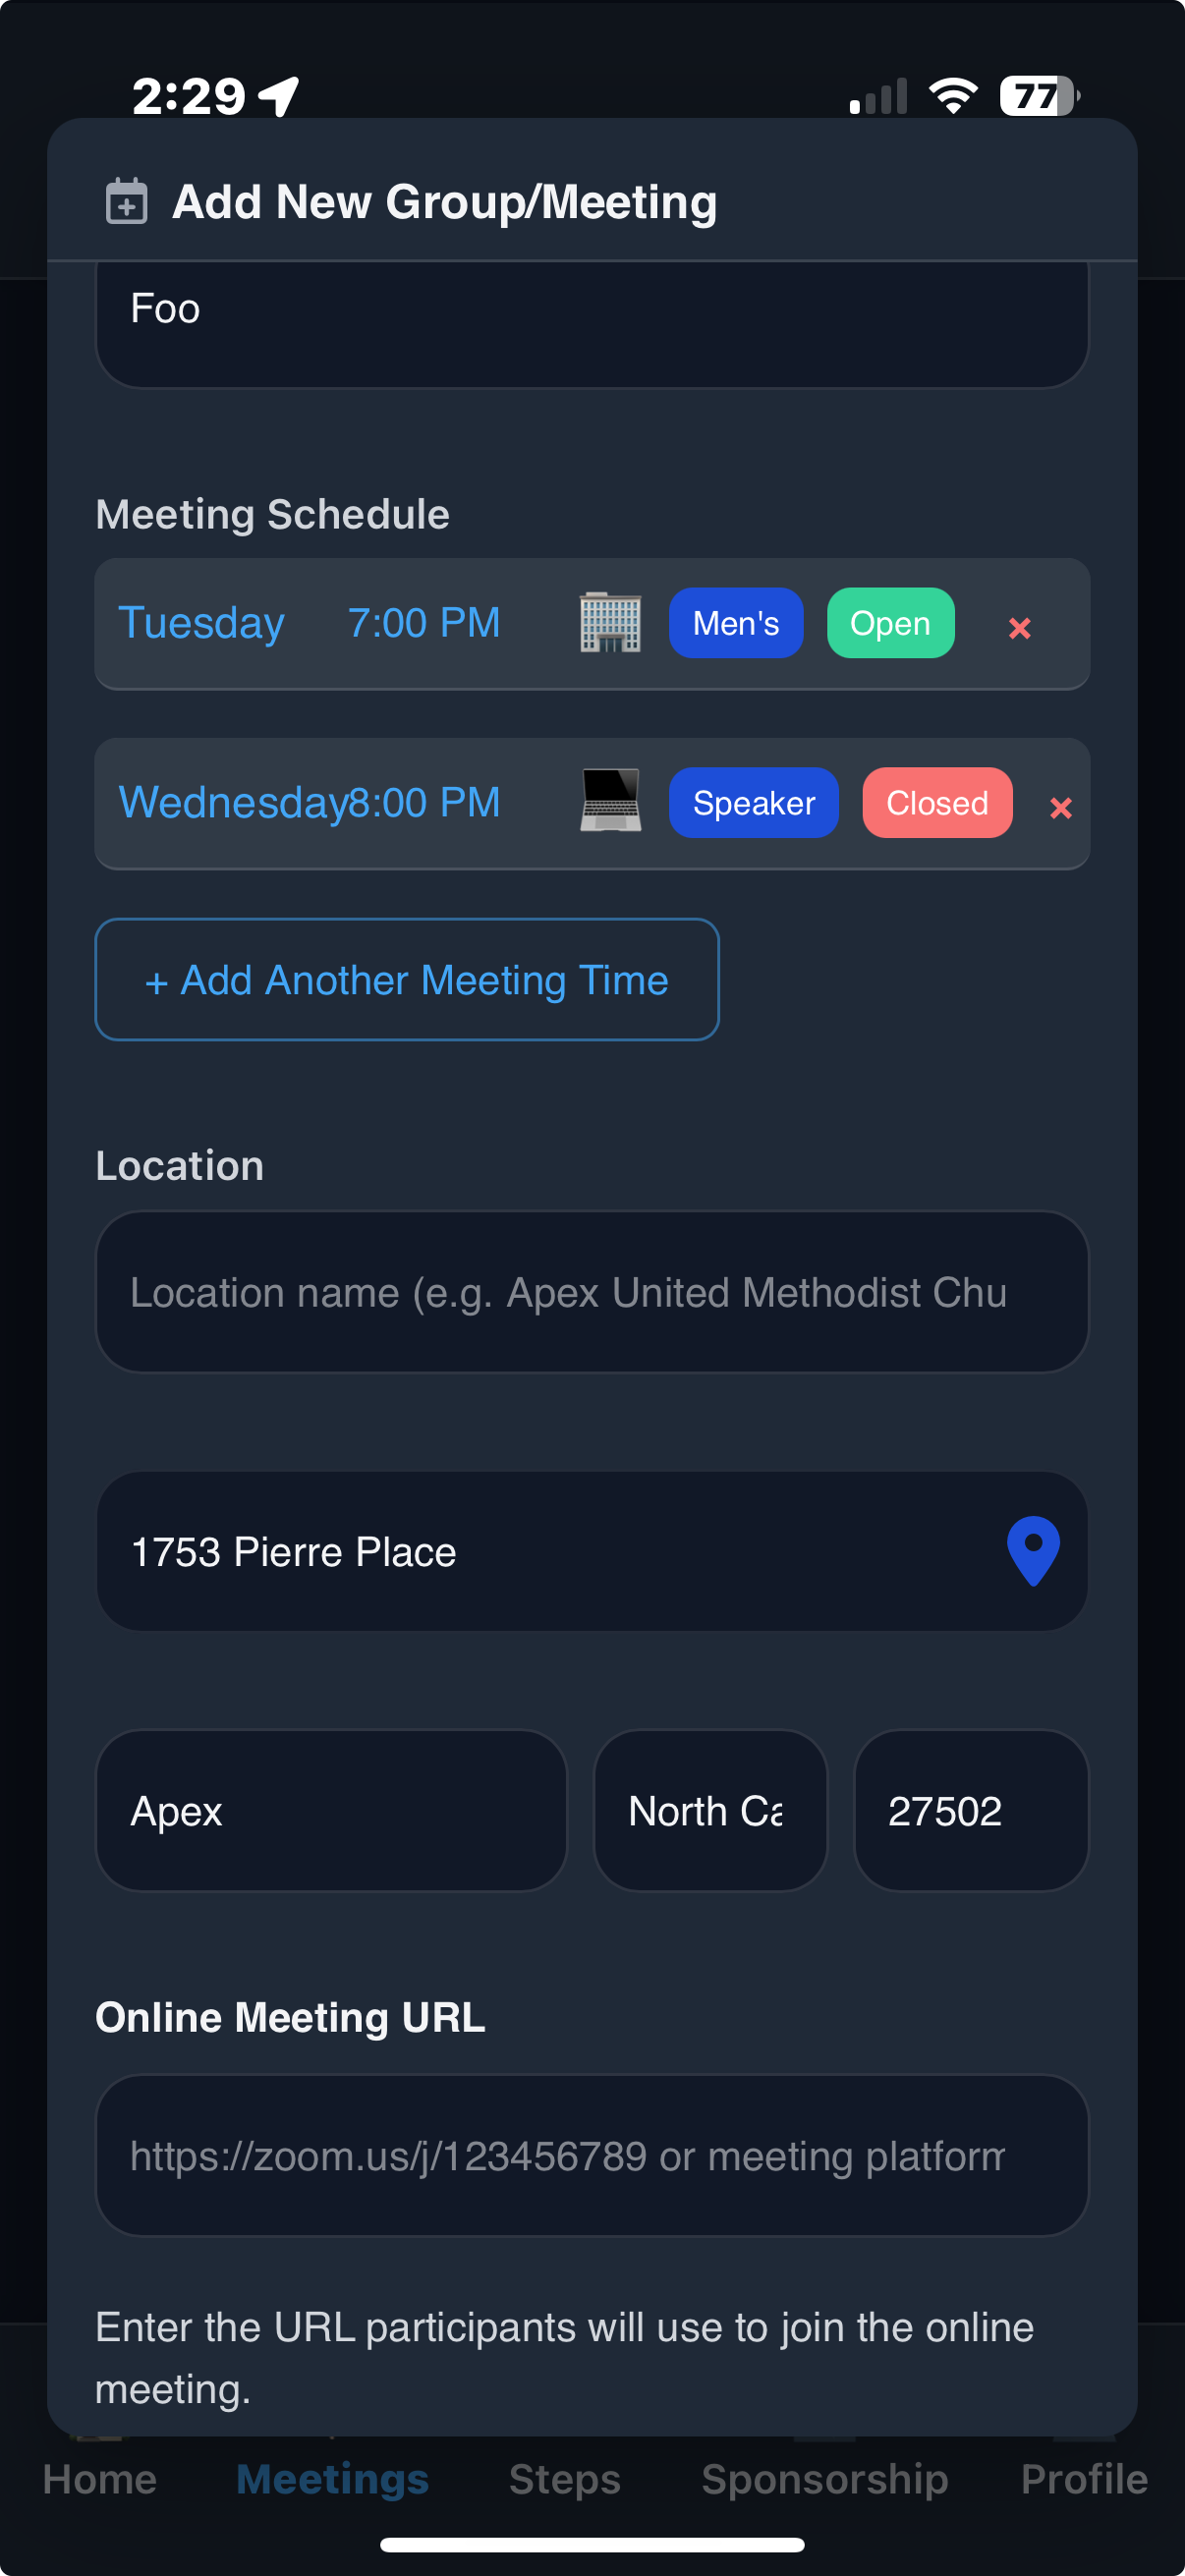 2:29
77
Add New Group/Meeting
Foo
Meeting Schedule
Tuesday 7:00 PM Men's Open ×
Wednesday 8:00 PM Speaker Closed ×
+ Add Another Meeting Time
Location
Location name (e.g. Apex United Methodist Chu
1753 Pierre Place
Apex North Ca 27502
Online Meeting URL
https://zoom.us/j/123456789 or meeting platform
Enter the URL participants will use to join the online
meeting.
Home Meetings Steps Sponsorship Profile